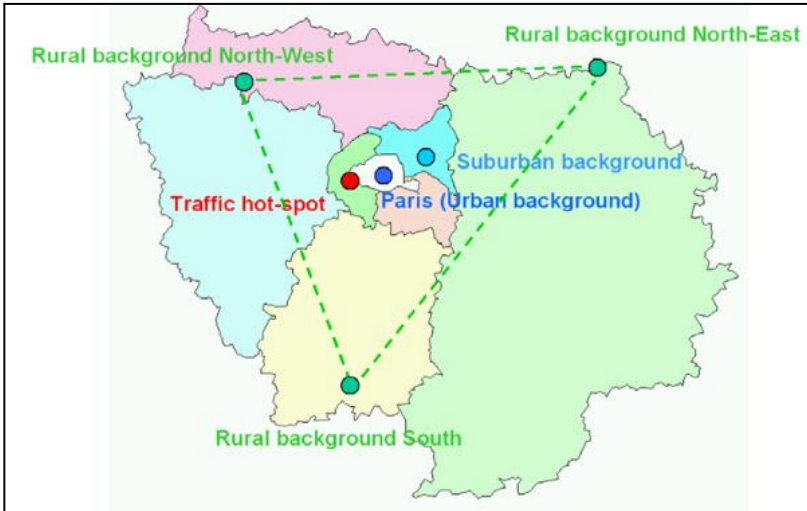 Rural background North-East
Rural background North-West
Suburban background
Traffic hot-spot
Paris (Urban background)
Rural background South